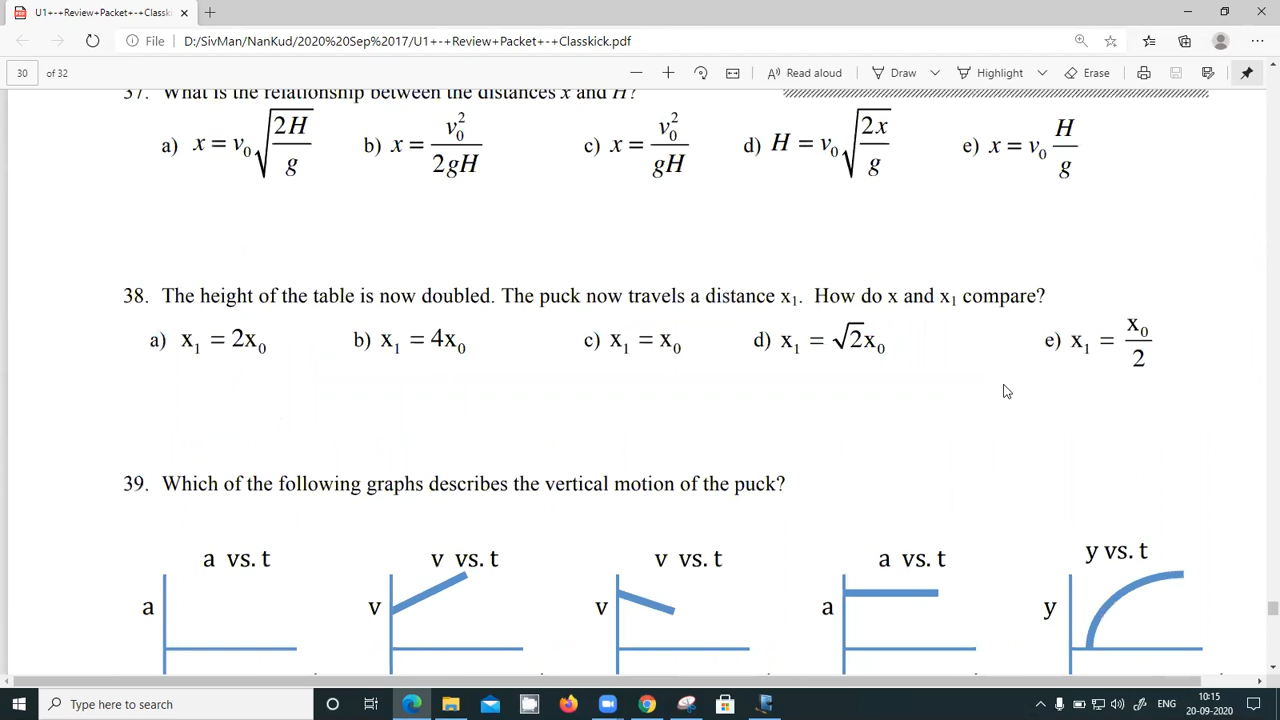 U1+-+Review+Packet+-+Classki
File
D:/SivMan/NanKud/2020%20Sep%2017/U1+-+Review+Packet+-+Classkick.pdf
30 of 32
Read aloud
Draw
Highlight
Erase
37. What is the relationship between the distances x and H?
a) x = v₀√(2H/g) b) x = v₀²/2gH c) x = v₀²/gH d) H = v₀√(2x/g) e) x = v₀ H/g
38. The height of the table is now doubled. The puck now travels a distance x₁. How do x and x₁ compare?
a) x₁ = 2x₀ b) x₁ = 4x₀ c) x₁ = x₀ d) x₁ = √2x₀ e) x₁ = x₀/2
39. Which of the following graphs describes the vertical motion of the puck?
a vs. t v vs. t v vs. t a vs. t y vs. t
a v v a y
Type here to search
ENG
10:15
20-09-2020